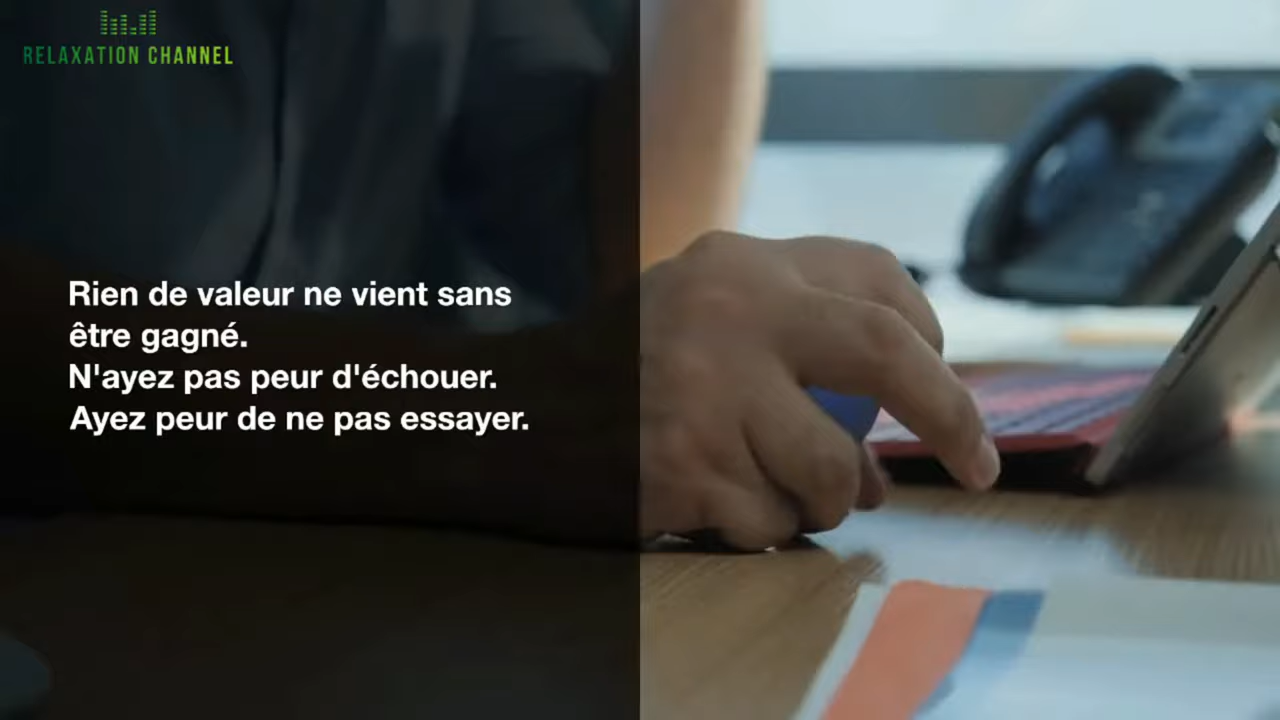 RELAXATION CHANNEL
Rien de valeur ne vient sans
être gagné.
N'ayez pas peur d'échouer.
Ayez peur de ne pas essayer.